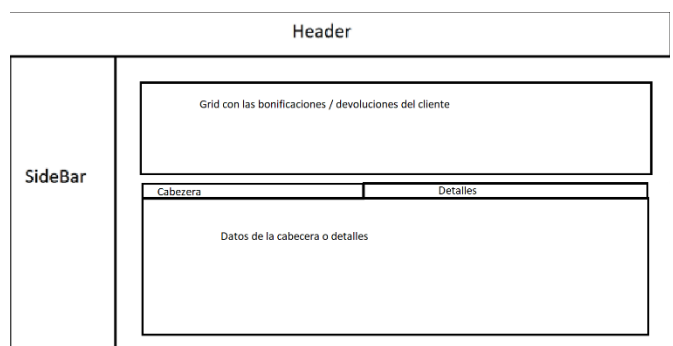 Header
SideBar
Grid con las bonificaciones / devoluciones del cliente
Cabezera
Detalles
Datos de la cabecera o detalles